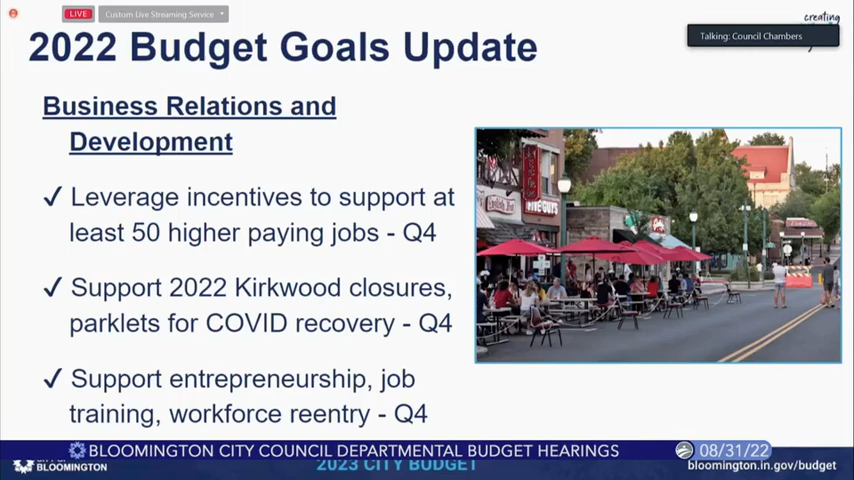 LIVE
Custom Live Streaming Service
creating
Talking: Council Chambers
2022 Budget Goals Update
Business Relations and
Development
✓ Leverage incentives to support at
least 50 higher paying jobs - Q4
✓ Support 2022 Kirkwood closures,
parklets for COVID recovery - Q4
✓ Support entrepreneurship, job
training, workforce reentry - Q4
FIVE GUYS
BLOOMINGTON CITY COUNCIL DEPARTMENTAL BUDGET HEARINGS
08/31/22
BLOOMINGTON
2023 CITY BUDGET
bloomington.in.gov/budget